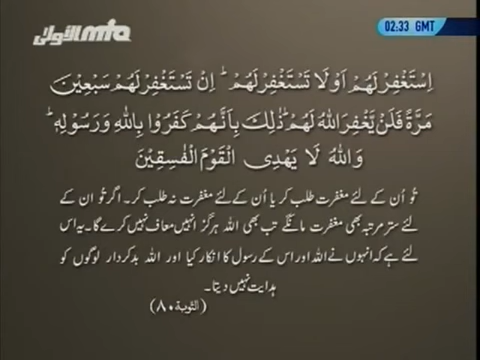 الأولى mta
02:33 GMT
اِسْتَغْفِرْ لَهُمْ اَوْ لَا تَسْتَغْفِرْ لَهُمْ ؕ اِنْ تَسْتَغْفِرْ لَهُمْ سَبْعِيْنَ
مَرَّةً فَلَنْ يَّغْفِرَ اللّٰهُ لَهُمْ ؕ ذٰلِكَ بِاَنَّهُمْ كَفَرُوْا بِاللّٰهِ وَ رَسُوْلِهٖ ؕ
وَ اللّٰهُ لَا يَهْدِى الْقَوْمَ الْفٰسِقِيْنَ
تُو اُن کے لئے مغفرت طلب کر یا اُن کے لئے مغفرت نہ طلب کر۔ اگر تُو ان کے
لئے ستر مرتبہ بھی مغفرت مانگے تب بھی اللہ ہرگز انہیں معاف نہیں کرے گا۔ یہ اس
لئے ہے کہ انہوں نے اللہ اور اس کے رسول کا انکار کیا اور اللہ بدکردار لوگوں کو
ہدایت نہیں دیتا۔
(التوبة ۸۰)